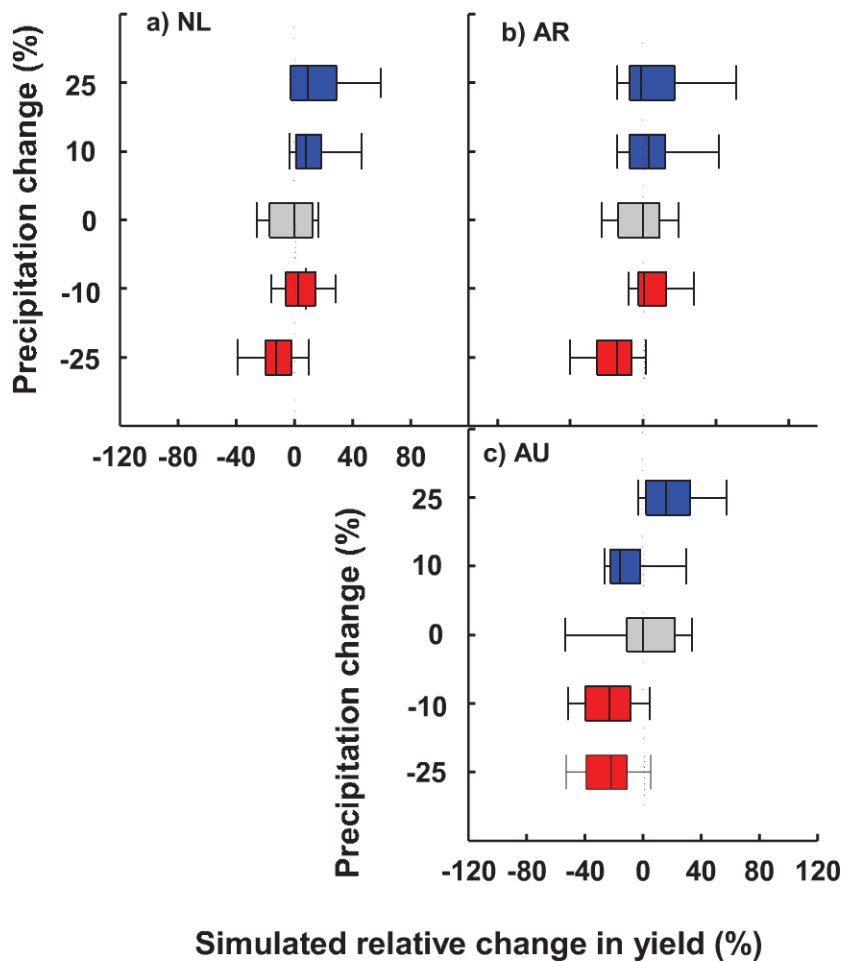 a) NL
b) AR
Precipitation change (%)
25
10
0
-10
-25
-120 -80 -40 0 40 80
c) AU
Precipitation change (%)
25
10
0
-10
-25
-120 -80 -40 0 40 80 120
Simulated relative change in yield (%)